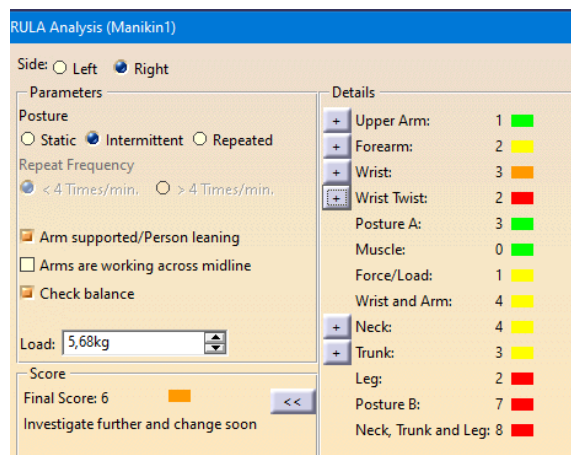 RULA Analysis (Manikin1)
Side: Left Right
Parameters
Posture
Static Intermittent Repeated
Repeat Frequency
< 4 Times/min. > 4 Times/min.
Arm supported/Person leaning
Arms are working across midline
Check balance
Load: 5,68kg
Score
Final Score: 6
<<
Investigate further and change soon
Details
+ Upper Arm: 1
+ Forearm: 2
+ Wrist: 3
+ Wrist Twist: 2
Posture A: 3
Muscle: 0
Force/Load: 1
Wrist and Arm: 4
+ Neck: 4
+ Trunk: 3
Leg: 2
Posture B: 7
Neck, Trunk and Leg: 8